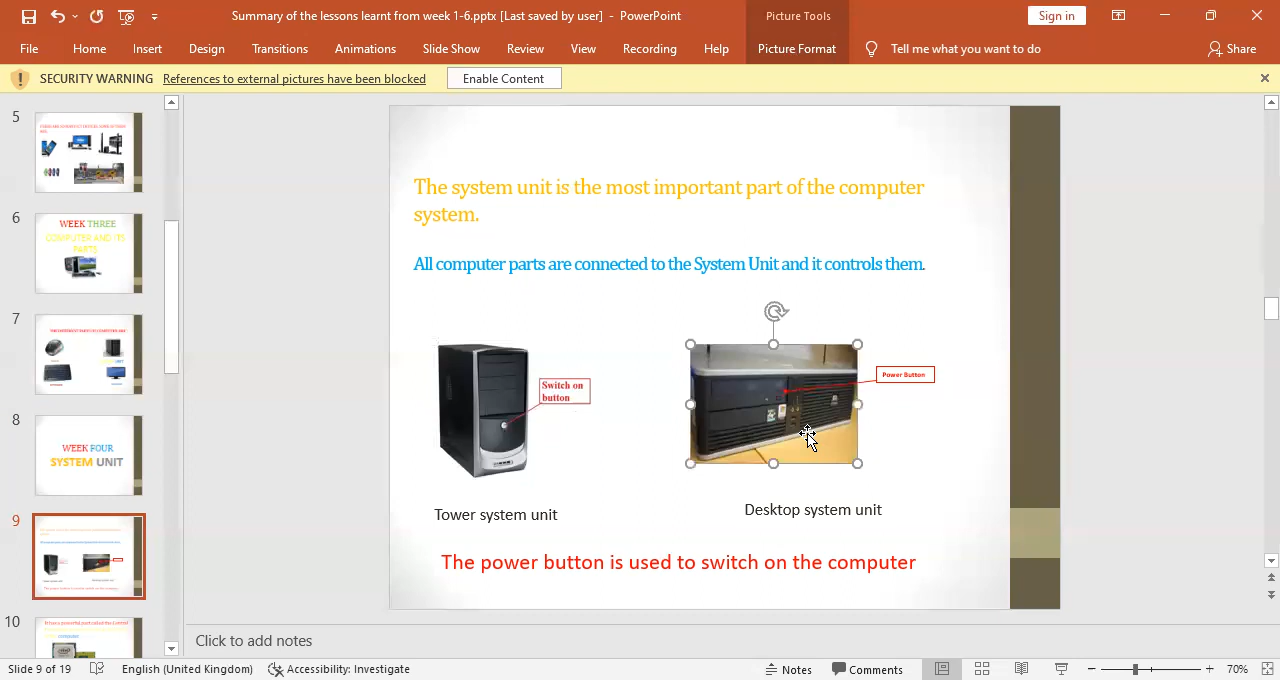 Summary of the lessons learnt from week 1-6.pptx [Last saved by user] - PowerPoint
Picture Tools
Sign in
File Home Insert Design Transitions Animations Slide Show Review View Recording Help Picture Format Tell me what you want to do Share
SECURITY WARNING References to external pictures have been blocked Enable Content
5
6
WEEK THREE
COMPUTER AND ITS
PARTS
7
8
WEEK FOUR
SYSTEM UNIT
9
10
The system unit is the most important part of the computer
system.
All computer parts are connected to the System Unit and it controls them.
Switch on
button
Power Button
Tower system unit
Desktop system unit
The power button is used to switch on the computer
Click to add notes
Slide 9 of 19 English (United Kingdom) Accessibility: Investigate Notes Comments 70%